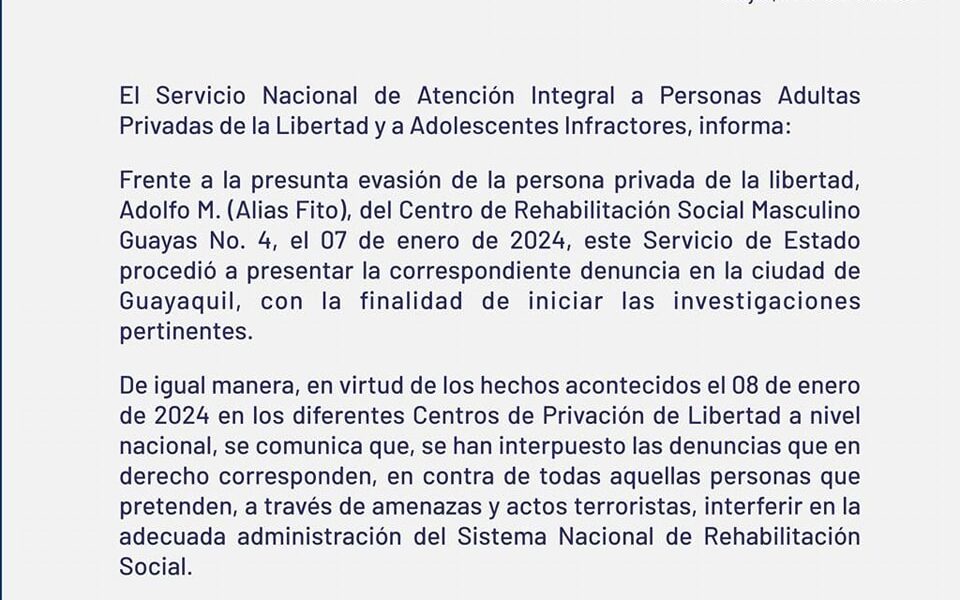 El Servicio Nacional de Atención Integral a Personas Adultas
Privadas de la Libertad y a Adolescentes Infractores, informa:
Frente a la presunta evasión de la persona privada de la libertad,
Adolfo M. (Alias Fito), del Centro de Rehabilitación Social Masculino
Guayas No. 4, el 07 de enero de 2024, este Servicio de Estado
procedió a presentar la correspondiente denuncia en la ciudad de
Guayaquil, con la finalidad de iniciar las investigaciones
pertinentes.
De igual manera, en virtud de los hechos acontecidos el 08 de enero
de 2024 en los diferentes Centros de Privación de Libertad a nivel
nacional, se comunica que, se han interpuesto las denuncias que en
derecho corresponden, en contra de todas aquellas personas que
pretenden, a través de amenazas y actos terroristas, interferir en la
adecuada administración del Sistema Nacional de Rehabilitación
Social.